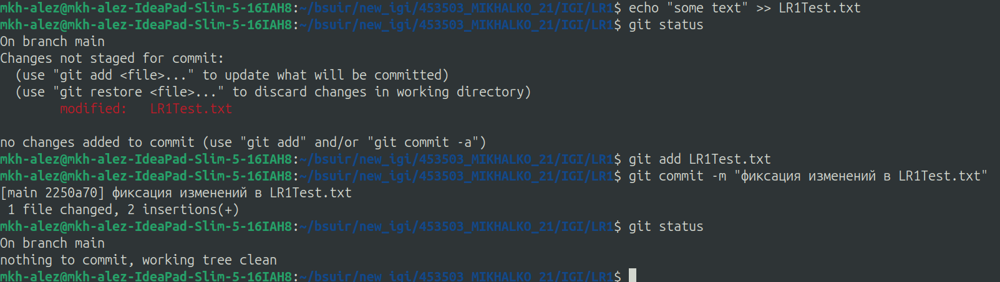 mkh-alez@mkh-alez-IdeaPad-Slim-5-16IAH8:~/bsuir/new_igi/453503_MIKHALKO_21/IGI/LR1$ echo "some text" >> LR1Test.txt
mkh-alez@mkh-alez-IdeaPad-Slim-5-16IAH8:~/bsuir/new_igi/453503_MIKHALKO_21/IGI/LR1$ git status
On branch main
Changes not staged for commit:
  (use "git add <file>..." to update what will be committed)
  (use "git restore <file>..." to discard changes in working directory)
        modified:   LR1Test.txt

no changes added to commit (use "git add" and/or "git commit -a")
mkh-alez@mkh-alez-IdeaPad-Slim-5-16IAH8:~/bsuir/new_igi/453503_MIKHALKO_21/IGI/LR1$ git add LR1Test.txt
mkh-alez@mkh-alez-IdeaPad-Slim-5-16IAH8:~/bsuir/new_igi/453503_MIKHALKO_21/IGI/LR1$ git commit -m "фиксация изменений в LR1Test.txt"
[main 2250a70] фиксация изменений в LR1Test.txt
 1 file changed, 2 insertions(+)
mkh-alez@mkh-alez-IdeaPad-Slim-5-16IAH8:~/bsuir/new_igi/453503_MIKHALKO_21/IGI/LR1$ git status
On branch main
nothing to commit, working tree clean
mkh-alez@mkh-alez-IdeaPad-Slim-5-16IAH8:~/bsuir/new_igi/453503_MIKHALKO_21/IGI/LR1$